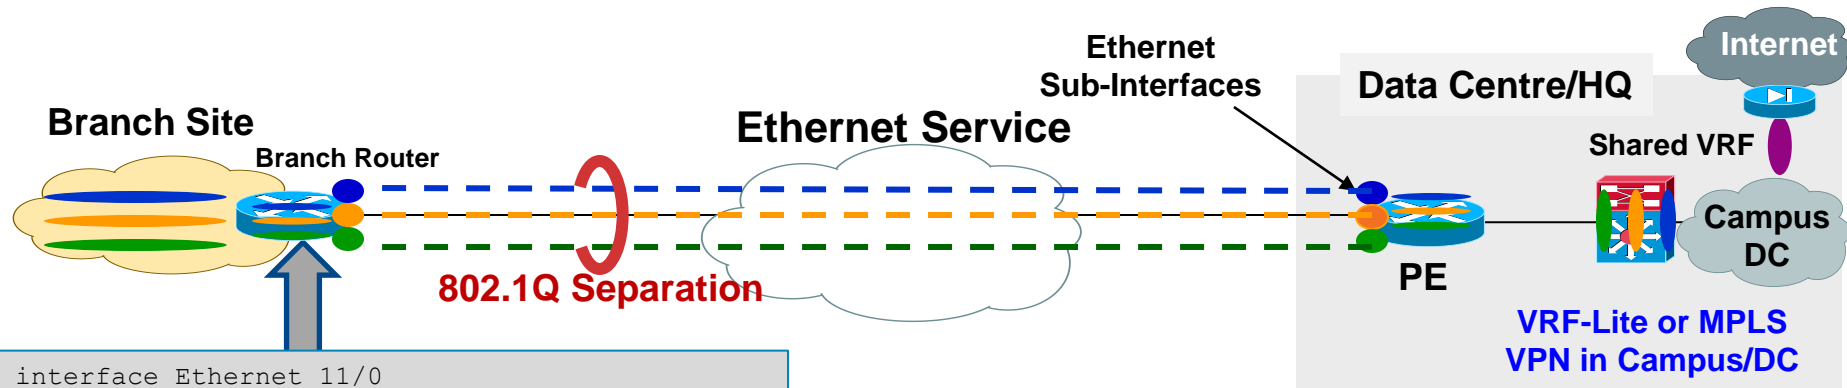 Ethernet
Sub-Interfaces
Internet
Data Centre/HQ
Branch Site
Ethernet Service
Branch Router
Shared VRF
Campus
DC
802.1Q Separation
PE
VRF-Lite or MPLS
VPN in Campus/DC
interface Ethernet 11/0